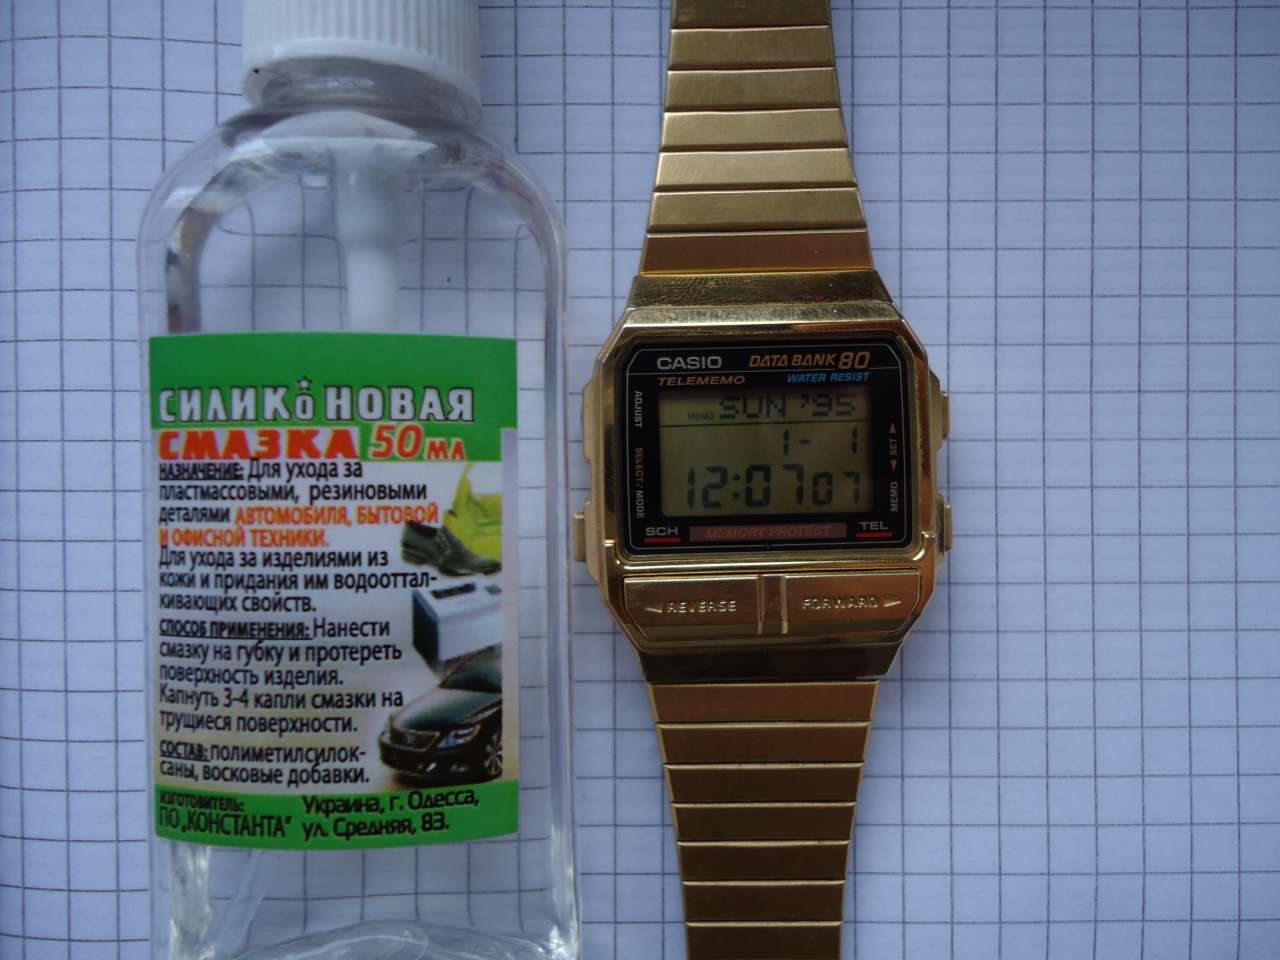 СИЛИКОНОВАЯ
СМАЗКА 50 мл
НАЗНАЧЕНИЕ: Для ухода за
пластмассовыми, резиновыми
деталями АВТОМОБИЛЯ, БЫТОВОЙ
И ОФИСНОЙ ТЕХНИКИ.
Для ухода за изделиями из
кожи и придания им водооттал-
кивающих свойств.
СПОСОБ ПРИМЕНЕНИЯ: Нанести
смазку на губку и протереть
поверхность изделия.
Капнуть 3-4 капли смазки на
трущиеся поверхности.
СОСТАВ: полиметилсилок-
саны, восковые добавки.
ИЗГОТОВИТЕЛЬ:
ПО „КОНСТАНТА"
Украина, г. Одесса,
ул. Средняя, 83.
CASIO DATA BANK 80
TELEMEMO WATER RESIST
ADJUST
SELECT/MODE
MEMO SUN '95
1- 1
12:07 07
MEMO ◄ SET ►
SCH MEMORY PROTECT TEL
◄REVERSE FORWARD►